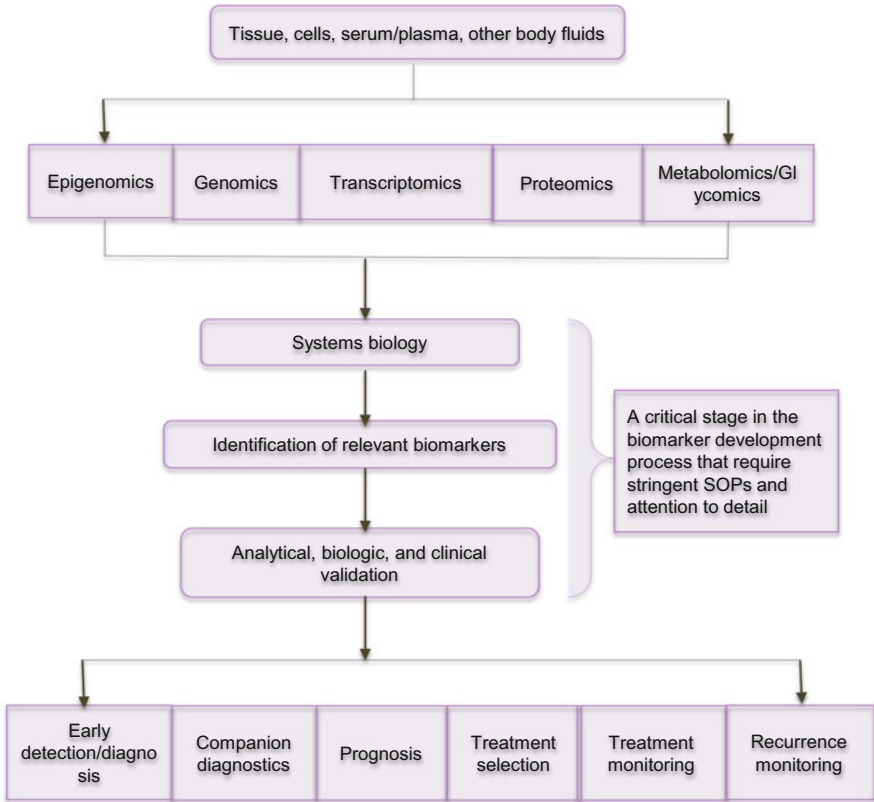 Tissue, cells, serum/plasma, other body fluids
Epigenomics
Genomics
Transcriptomics
Proteomics
Metabolomics/Gl
ycomics
Systems biology
Identification of relevant biomarkers
Analytical, biologic, and clinical
validation
A critical stage in the
biomarker development
process that require
stringent SOPs and
attention to detail
Early
detection/diagno
sis
Companion
diagnostics
Prognosis
Treatment
selection
Treatment
monitoring
Recurrence
monitoring